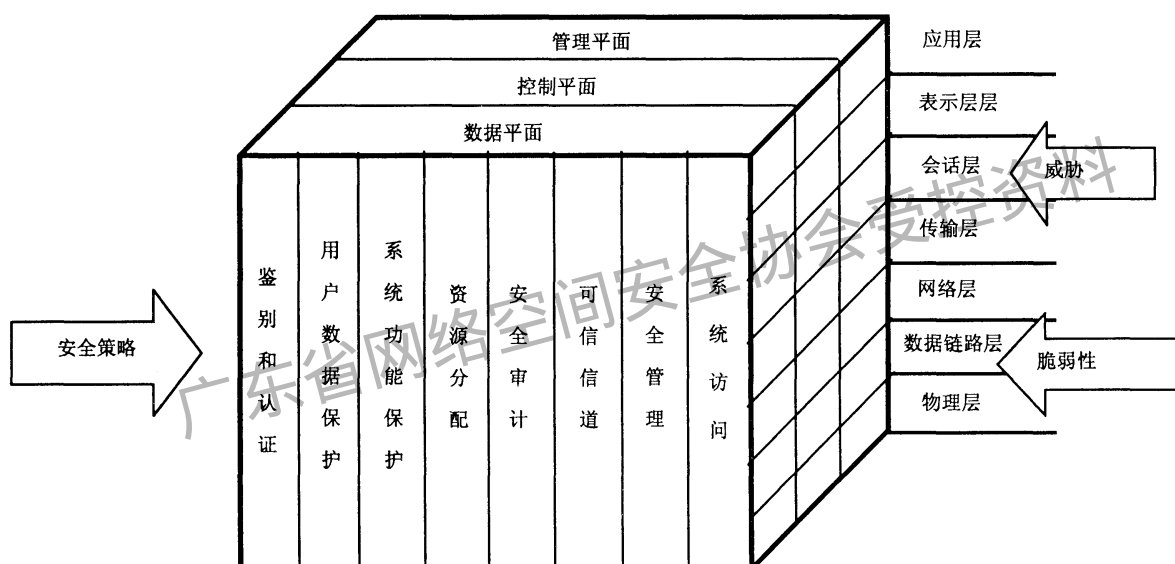 管理平面
控制平面
数据平面
应用层
表示层层
会话层
传输层
网络层
数据链路层
物理层
威胁
脆弱性
安全策略
鉴别和认证
用户数据保护
系统功能保护
资源分配
安全审计
可信信道
安全管理
系统访问
广东省网络空间安全协会受控资料